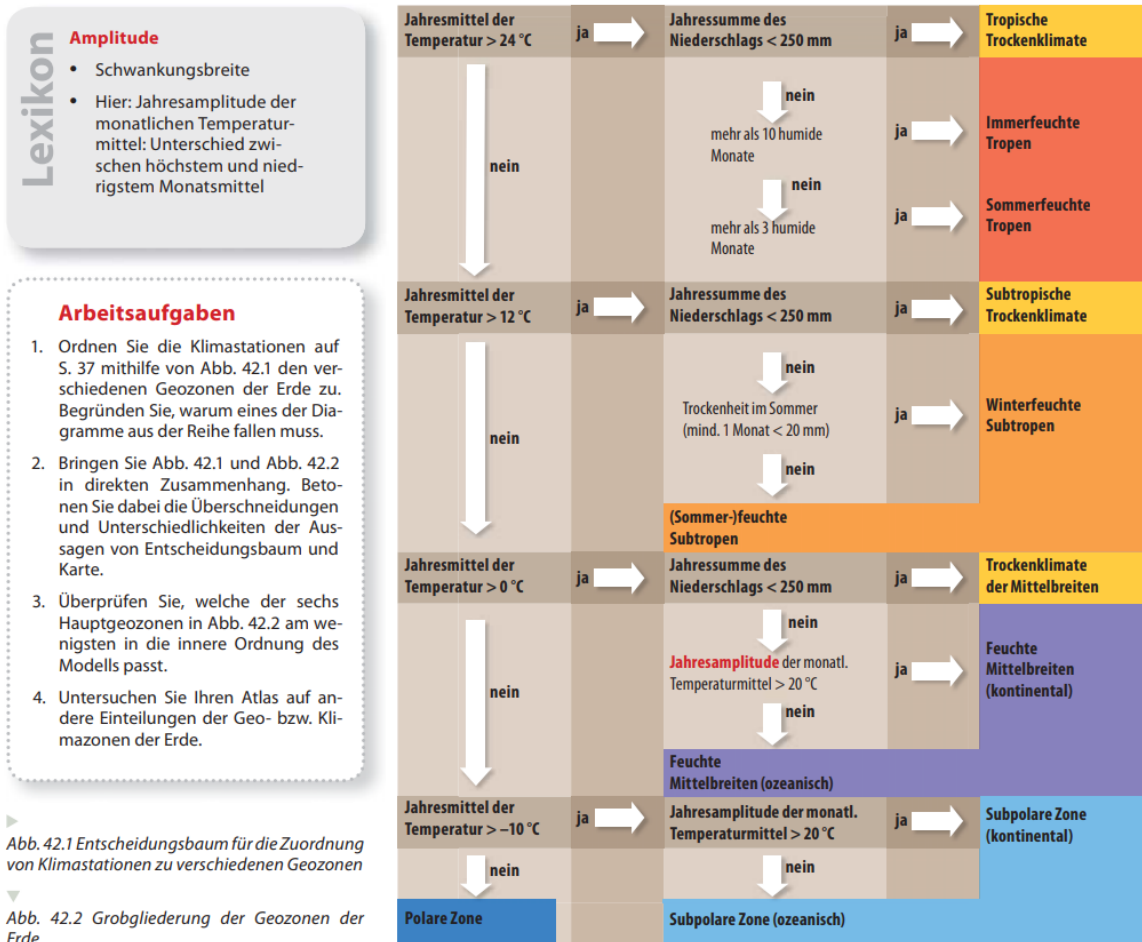 Lexikon
Amplitude
• Schwankungsbreite
• Hier: Jahresamplitude der
monatlichen Temperatur-
mittel: Unterschied zwi-
schen höchstem und nied-
rigstem Monatsmittel
Arbeitsaufgaben
1. Ordnen Sie die Klimastationen auf
S. 37 mithilfe von Abb. 42.1 den ver-
schiedenen Geozonen der Erde zu.
Begründen Sie, warum eines der Dia-
gramme aus der Reihe fallen muss.
2. Bringen Sie Abb. 42.1 und Abb. 42.2
in direkten Zusammenhang. Beto-
nen Sie dabei die Überschneidungen
und Unterschiedlichkeiten der Aus-
sagen von Entscheidungsbaum und
Karte.
3. Überprüfen Sie, welche der sechs
Hauptgeozonen in Abb. 42.2 am we-
nigsten in die innere Ordnung des
Modells passt.
4. Untersuchen Sie Ihren Atlas auf an-
dere Einteilungen der Geo- bzw. Kli-
mazonen der Erde.
Abb. 42.1 Entscheidungsbaum für die Zuordnung
von Klimastationen zu verschiedenen Geozonen
Abb. 42.2 Grobgliederung der Geozonen der
Erde
Jahresmittel der
Temperatur > 24 °C
ja
Jahressumme des
Niederschlags < 250 mm
ja
Tropische
Trockenklimate
nein
nein
mehr als 10 humide
Monate
ja
Immerfeuchte
Tropen
nein
mehr als 3 humide
Monate
ja
Sommerfeuchte
Tropen
Jahresmittel der
Temperatur > 12 °C
ja
Jahressumme des
Niederschlags < 250 mm
ja
Subtropische
Trockenklimate
nein
nein
Trockenheit im Sommer
(mind. 1 Monat < 20 mm)
ja
Winterfeuchte
Subtropen
nein
(Sommer-)feuchte
Subtropen
Jahresmittel der
Temperatur > 0 °C
ja
Jahressumme des
Niederschlags < 250 mm
ja
Trockenklimate
der Mittelbreiten
nein
nein
Jahresamplitude der monatl.
Temperaturmittel > 20 °C
ja
Feuchte
Mittelbreiten
(kontinental)
nein
Feuchte
Mittelbreiten (ozeanisch)
Jahresmittel der
Temperatur > –10 °C
ja
Jahresamplitude der monatl.
Temperaturmittel > 20 °C
ja
Subpolare Zone
(kontinental)
nein
nein
Polare Zone
Subpolare Zone (ozeanisch)